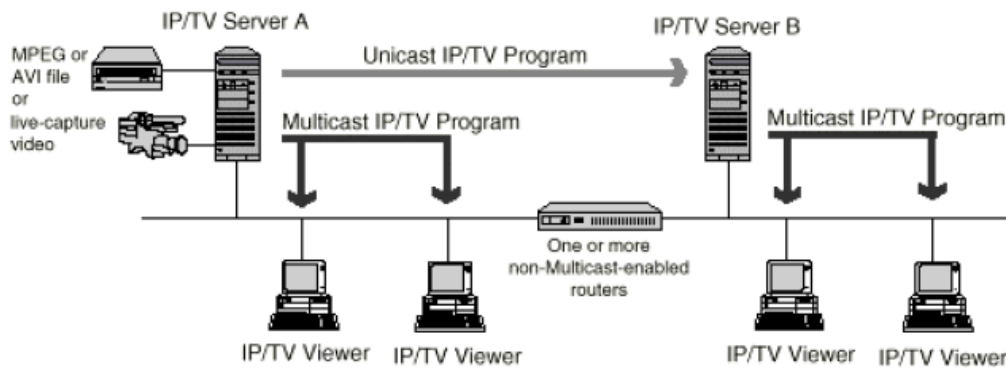 IP/TV Server A
IP/TV Server B
MPEG or
AVI file
or
live-capture
video
Unicast IP/TV Program
Multicast IP/TV Program
Multicast IP/TV Program
One or more
non-Multicast-enabled
routers
IP/TV Viewer
IP/TV Viewer
IP/TV Viewer
IP/TV Viewer